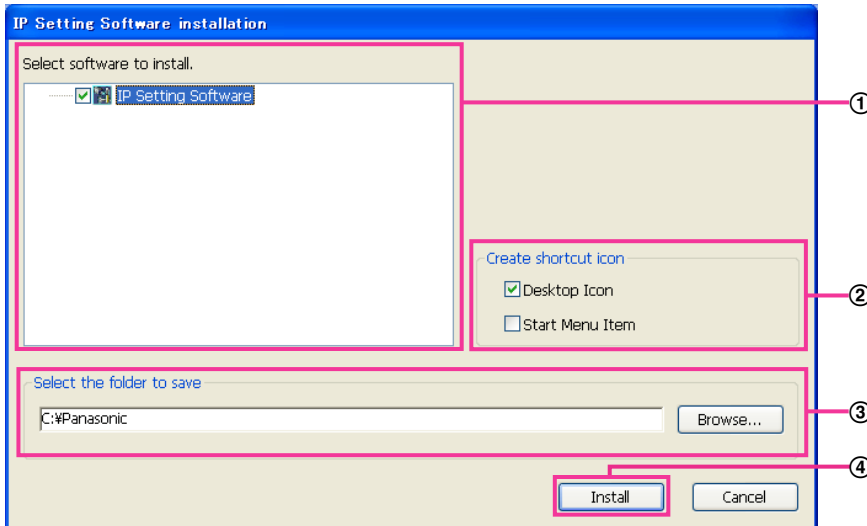 IP Setting Software installation
Select software to install.
IP Setting Software
①
Create shortcut icon
Desktop Icon
②
Start Menu Item
Select the folder to save
C:¥Panasonic
Browse...
③
④
Install
Cancel